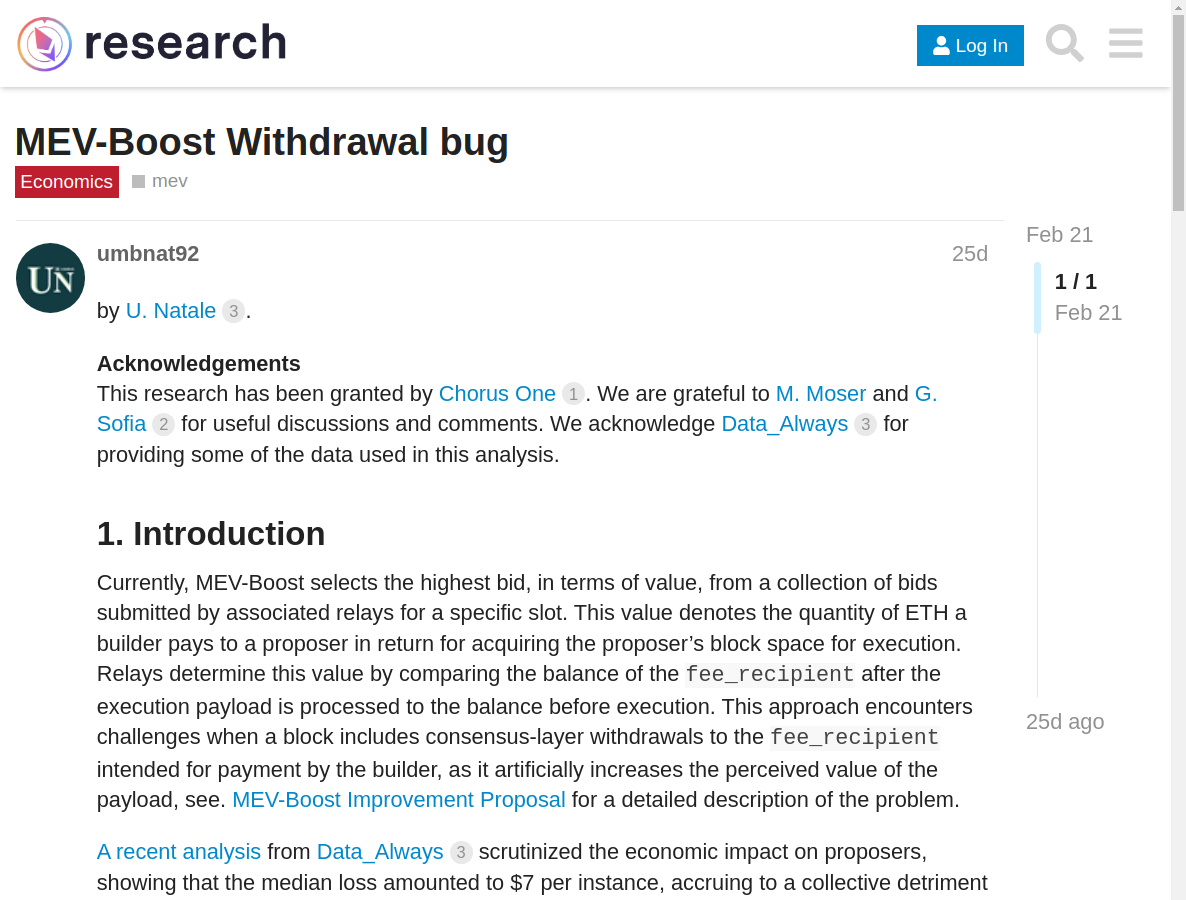 research
Log In
MEV-Boost Withdrawal bug
Economics
mev
umbnat92
25d
Feb 21
1 / 1
Feb 21
UN
by U. Natale 3.
Acknowledgements
This research has been granted by Chorus One 1. We are grateful to M. Moser and G.
Sofia 2 for useful discussions and comments. We acknowledge Data_Always 3 for
providing some of the data used in this analysis.
1. Introduction
Currently, MEV-Boost selects the highest bid, in terms of value, from a collection of bids
submitted by associated relays for a specific slot. This value denotes the quantity of ETH a
builder pays to a proposer in return for acquiring the proposer’s block space for execution.
Relays determine this value by comparing the balance of the fee_recipient after the
execution payload is processed to the balance before execution. This approach encounters
challenges when a block includes consensus-layer withdrawals to the fee_recipient
intended for payment by the builder, as it artificially increases the perceived value of the
payload, see. MEV-Boost Improvement Proposal for a detailed description of the problem.
25d ago
A recent analysis from Data_Always 3 scrutinized the economic impact on proposers,
showing that the median loss amounted to $7 per instance, accruing to a collective detriment